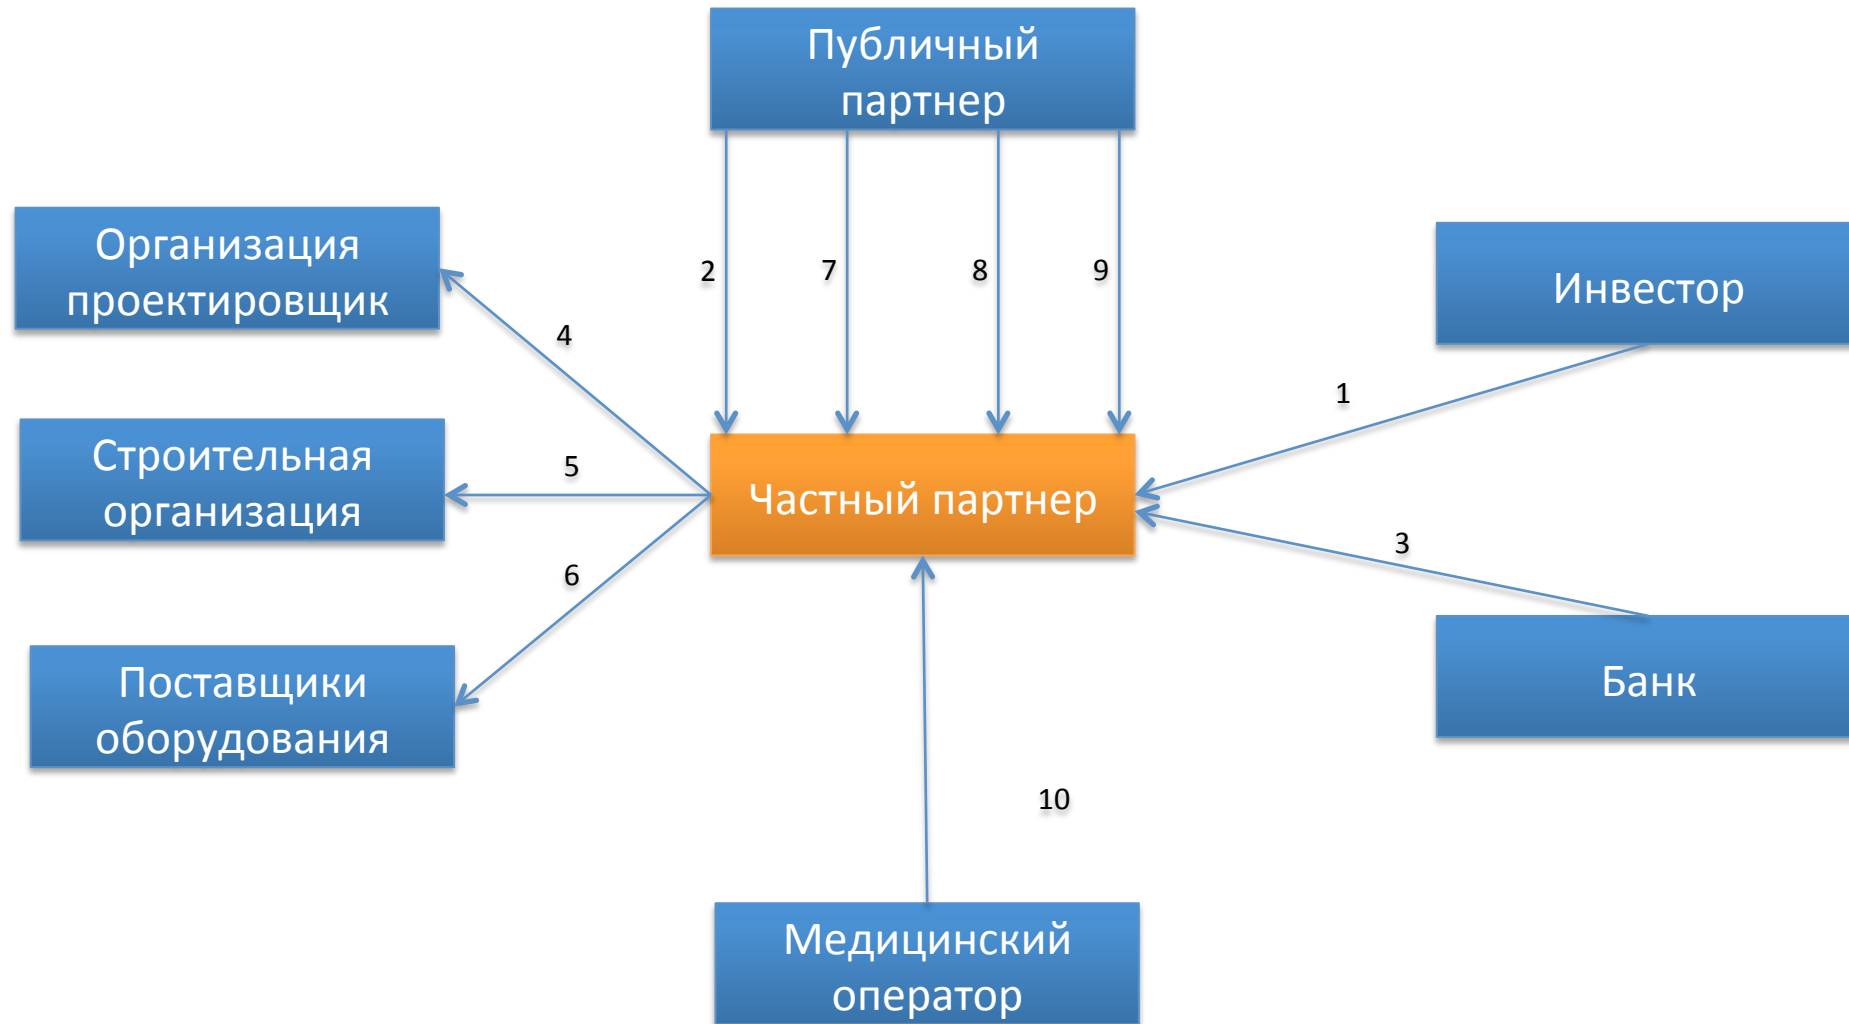 Публичный
партнер
Организация
проектировщик
2
7
8
9
Инвестор
4
1
Строительная
организация
5
Частный партнер
3
6
Поставщики
оборудования
Банк
10
Медицинский
оператор